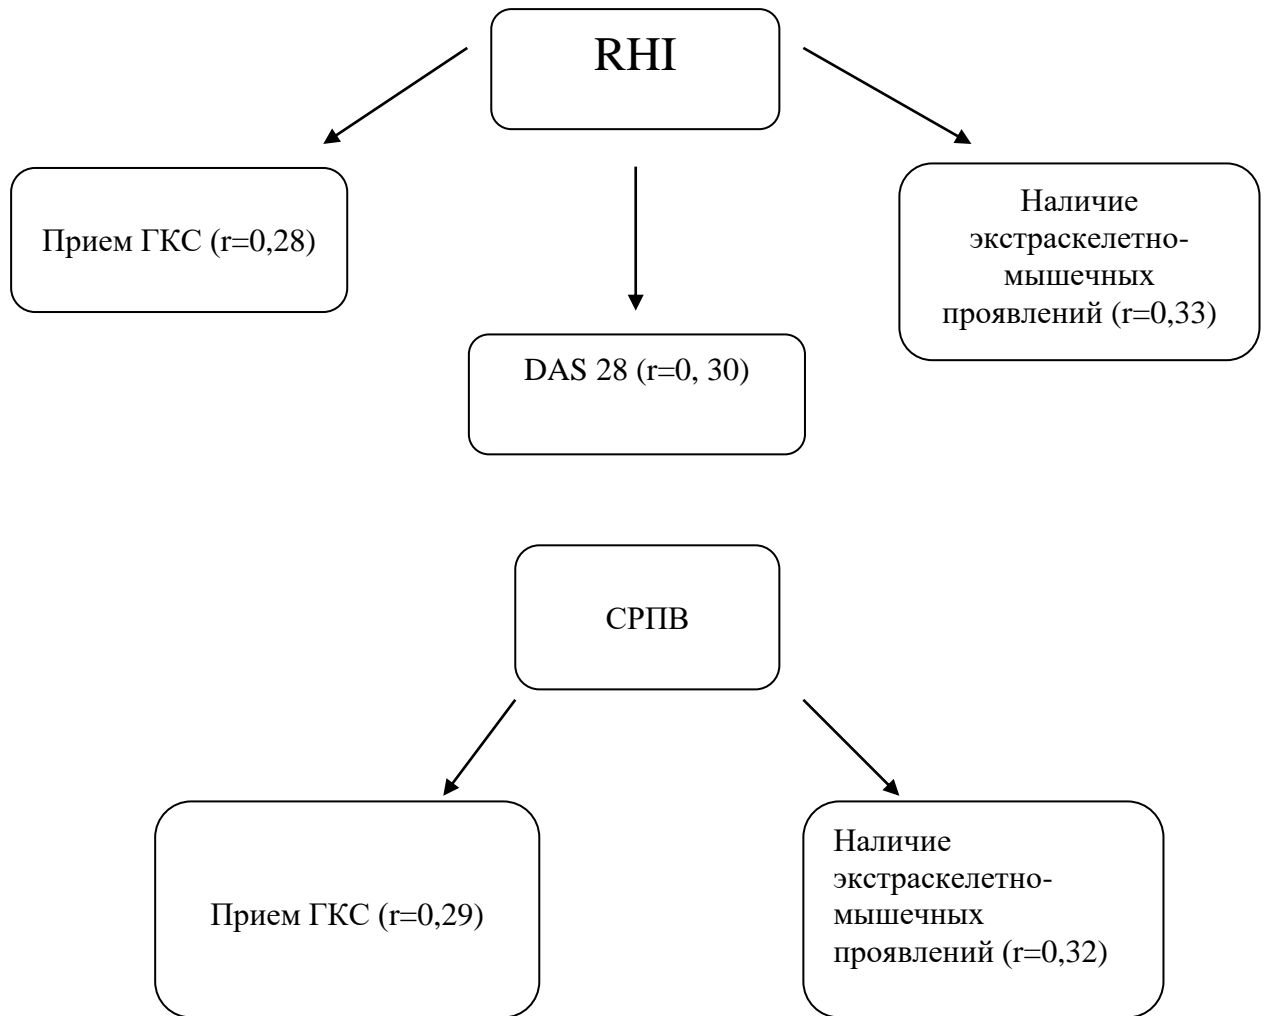 RHI
Прием ГКС (r=0,28)
Наличие
экстраскелетно-
мышечных
проявлений (r=0,33)
DAS 28 (r=0, 30)
СРПВ
Прием ГКС (r=0,29)
Наличие
экстраскелетно-
мышечных
проявлений (r=0,32)